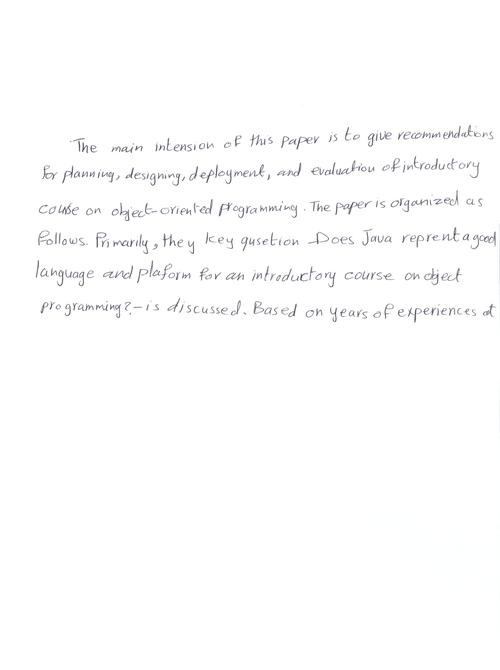 The main intension of this paper is to give recommendations
for planning, designing, deployment, and evaluation of introductory
course on object-oriented programming. The paper is organized as
follows. Primarily, they key qusetion - Does Java reprent a good
language and plaform for an introductory course on object
programming? - is discussed. Based on years of experiences at